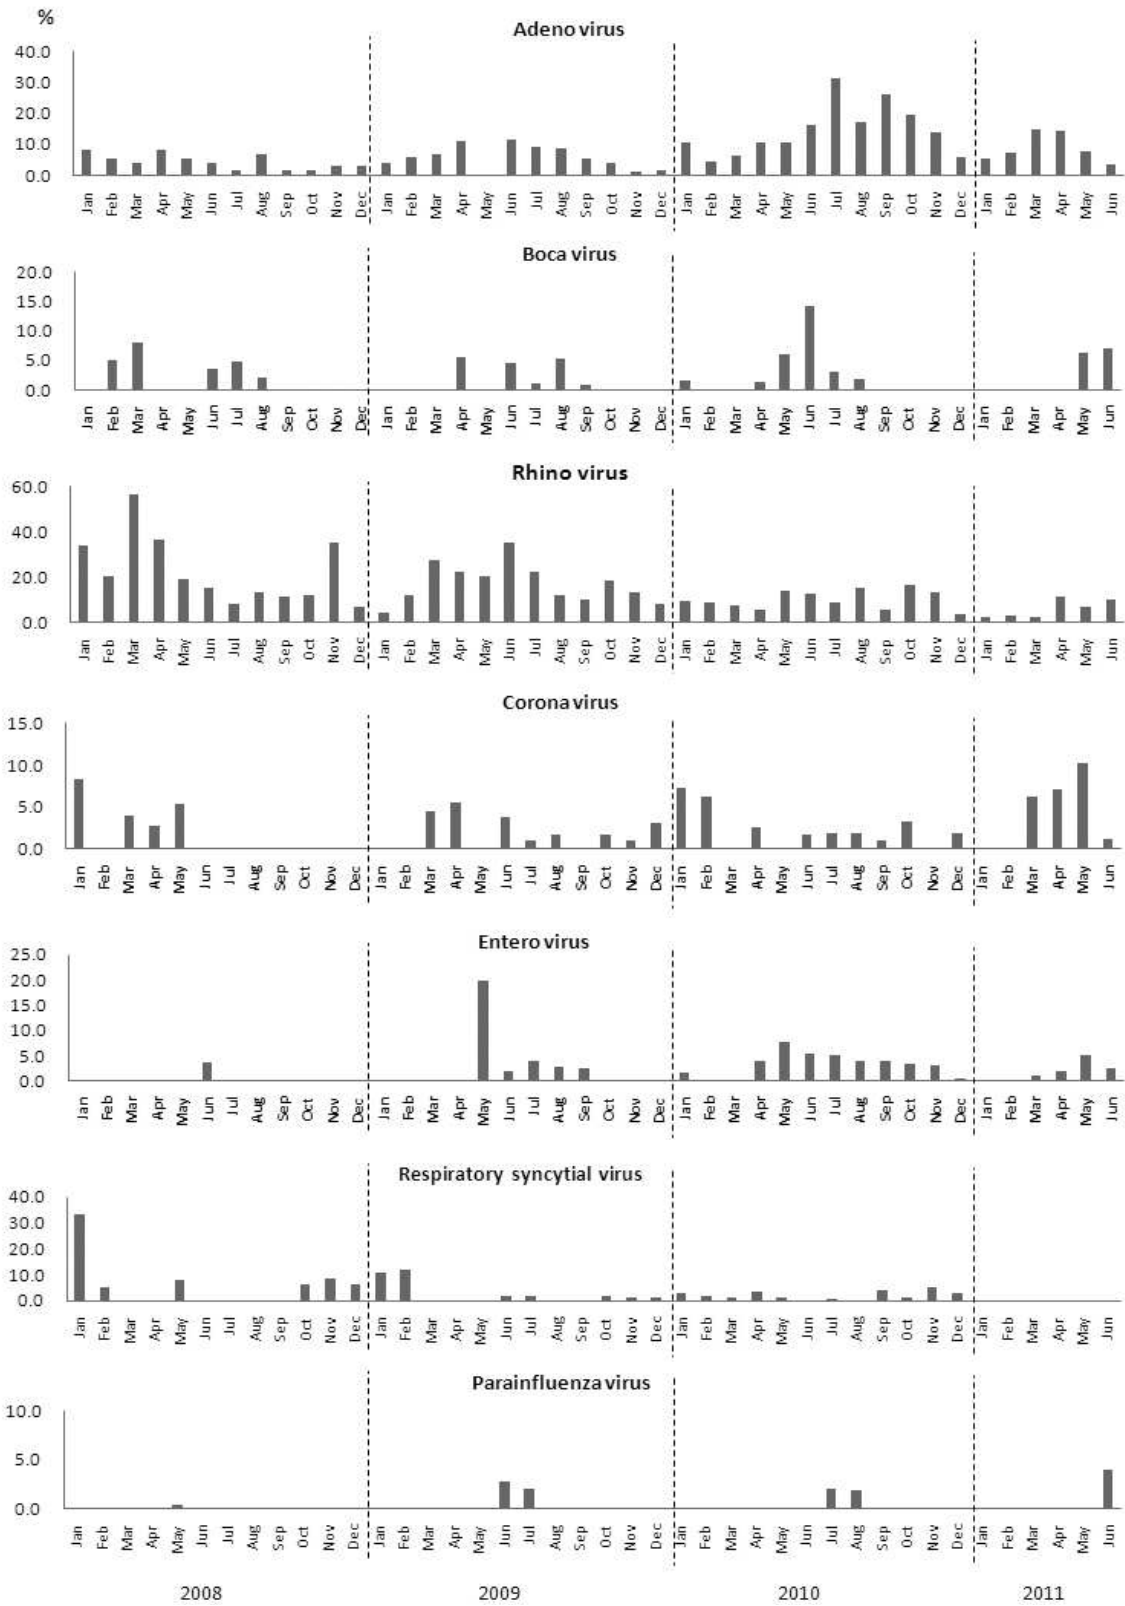 %
Adeno virus
40.0
30.0
20.0
10.0
0.0
Jan Feb Mar Apr May Jun Jul Aug Sep Oct Nov Dec Jan Feb Mar Apr May Jun Jul Aug Sep Oct Nov Dec Jan Feb Mar Apr May Jun Jul Aug Sep Oct Nov Dec Jan Feb Mar Apr May Jun
Boca virus
20.0
15.0
10.0
5.0
0.0
Jan Feb Mar Apr May Jun Jul Aug Sep Oct Nov Dec Jan Feb Mar Apr May Jun Jul Aug Sep Oct Nov Dec Jan Feb Mar Apr May Jun Jul Aug Sep Oct Nov Dec Jan Feb Mar Apr May Jun
Rhino virus
60.0
40.0
20.0
0.0
Jan Feb Mar Apr May Jun Jul Aug Sep Oct Nov Dec Jan Feb Mar Apr May Jun Jul Aug Sep Oct Nov Dec Jan Feb Mar Apr May Jun Jul Aug Sep Oct Nov Dec Jan Feb Mar Apr May Jun
Corona virus
15.0
10.0
5.0
0.0
Jan Feb Mar Apr May Jun Jul Aug Sep Oct Nov Dec Jan Feb Mar Apr May Jun Jul Aug Sep Oct Nov Dec Jan Feb Mar Apr May Jun Jul Aug Sep Oct Nov Dec Jan Feb Mar Apr May Jun
Entero virus
25.0
20.0
15.0
10.0
5.0
0.0
Jan Feb Mar Apr May Jun Jul Aug Sep Oct Nov Dec Jan Feb Mar Apr May Jun Jul Aug Sep Oct Nov Dec Jan Feb Mar Apr May Jun Jul Aug Sep Oct Nov Dec Jan Feb Mar Apr May Jun
Respiratory syncytial virus
40.0
30.0
20.0
10.0
0.0
Jan Feb Mar Apr May Jun Jul Aug Sep Oct Nov Dec Jan Feb Mar Apr May Jun Jul Aug Sep Oct Nov Dec Jan Feb Mar Apr May Jun Jul Aug Sep Oct Nov Dec Jan Feb Mar Apr May Jun
Parainfluenza virus
10.0
5.0
0.0
Jan Feb Mar Apr May Jun Jul Aug Sep Oct Nov Dec Jan Feb Mar Apr May Jun Jul Aug Sep Oct Nov Dec Jan Feb Mar Apr May Jun Jul Aug Sep Oct Nov Dec Jan Feb Mar Apr May Jun
2008 2009 2010 2011